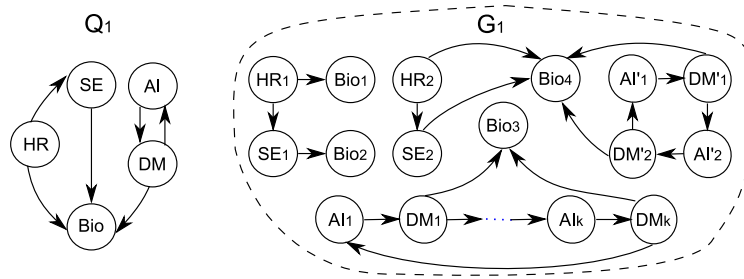 Q1
G1
SE
AI
HR
DM
Bio
HR1
Bio1
HR2
Bio4
AI'1
DM'1
SE1
Bio2
SE2
Bio3
DM'2
AI'2
AI1
DM1
.....
AIk
DMk